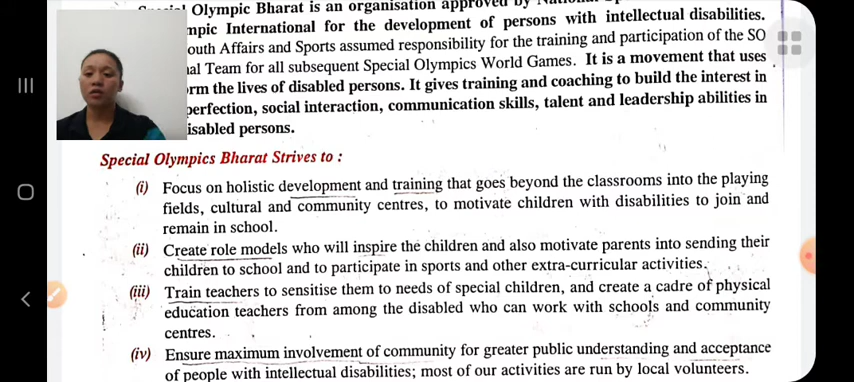 Olympic Bharat is an organisation approved by
Olympic International for the development of persons with intellectual disabilities.
Youth Affairs and Sports assumed responsibility for the training and participation of the SO
Team for all subsequent Special Olympics World Games. It is a movement that uses
the lives of disabled persons. It gives training and coaching to build the interest in
perfection, social interaction, communication skills, talent and leadership abilities in
disabled persons.
Special Olympics Bharat Strives to :
(i) Focus on holistic development and training that goes beyond the classrooms into the playing
fields, cultural and community centres, to motivate children with disabilities to join and
remain in school.
(ii) Create role models who will inspire the children and also motivate parents into sending their
children to school and to participate in sports and other extra-curricular activities.
(iii) Train teachers to sensitise them to needs of special children, and create a cadre of physical
education teachers from among the disabled who can work with schools and community
centres.
(iv) Ensure maximum involvement of community for greater public understanding and acceptance
of people with intellectual disabilities; most of our activities are run by local volunteers.